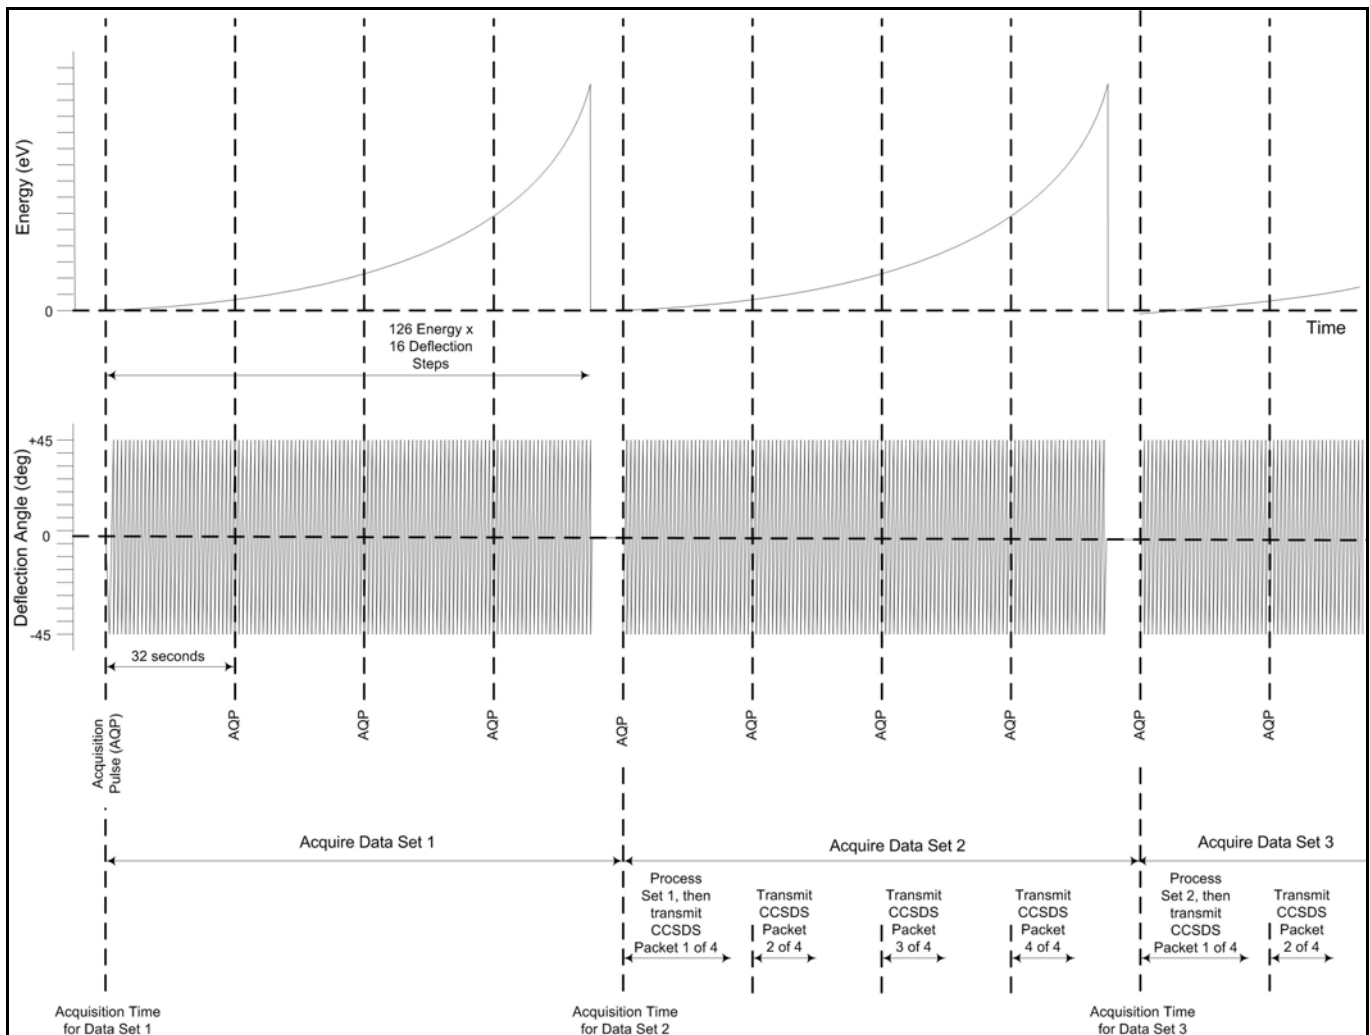 Energy (eV)
0
Time
126 Energy x
16 Deflection
Steps
Deflection Angle (deg)
+45
0
-45
32 seconds
Acquisition
Pulse (AQP)
AQP
AQP
AQP
AQP
AQP
AQP
AQP
AQP
AQP
Acquire Data Set 1
Acquire Data Set 2
Acquire Data Set 3
Process
Set 1, then
transmit
CCSDS
Packet 1 of 4
Transmit
CCSDS
Packet
2 of 4
Transmit
CCSDS
Packet
3 of 4
Transmit
CCSDS
Packet
4 of 4
Process
Set 2, then
transmit
CCSDS
Packet 1 of 4
Transmit
CCSDS
Packet
2 of 4
Acquisition Time
for Data Set 1
Acquisition Time
for Data Set 2
Acquisition Time
for Data Set 3